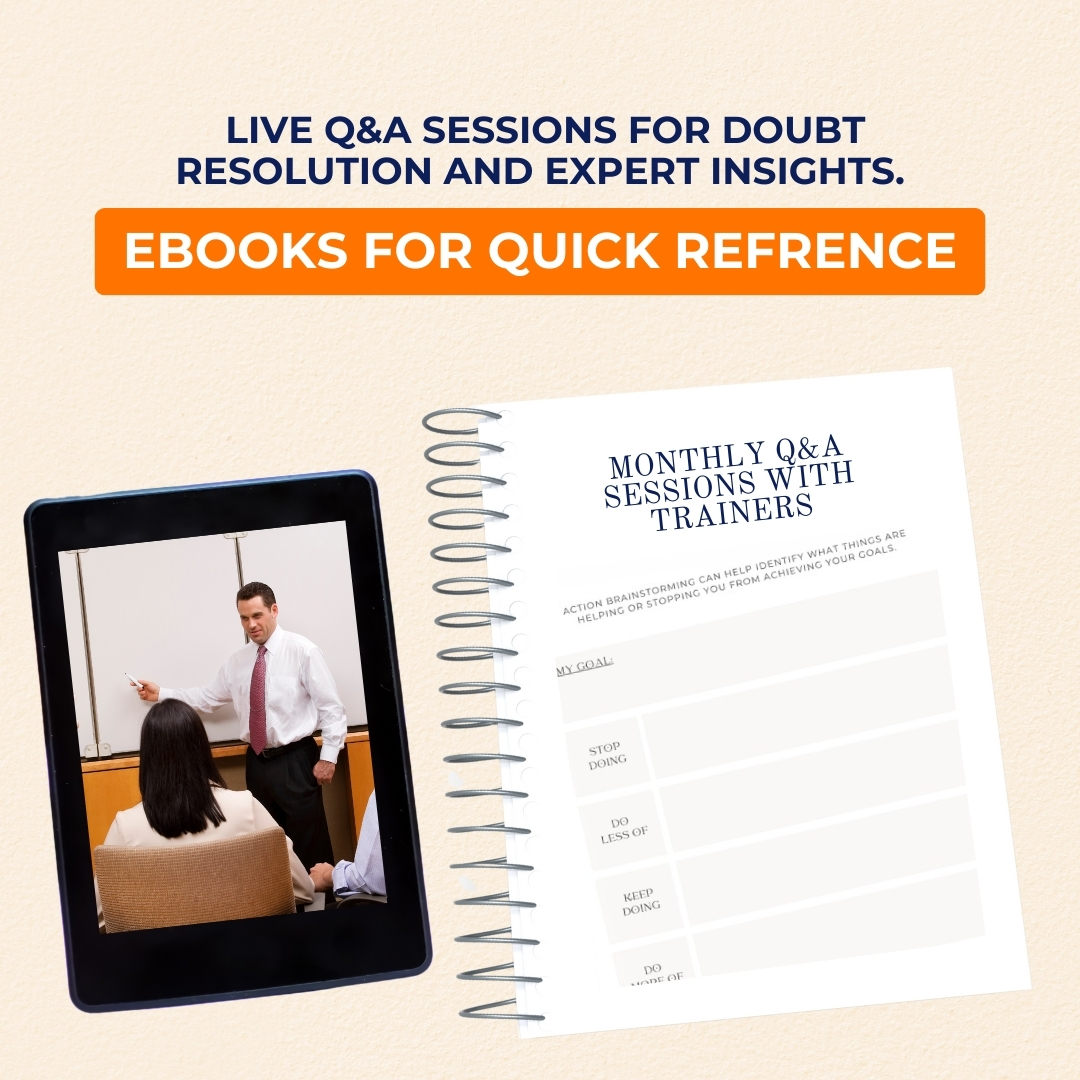 LIVE Q&A SESSIONS FOR DOUBT
RESOLUTION AND EXPERT INSIGHTS.
EBOOKS FOR QUICK REFRENCE
MONTHLY Q&A
SESSIONS WITH
TRAINERS
ACTION BRAINSTORMING CAN HELP IDENTIFY WHAT THINGS ARE
HELPING OR STOPPING YOU FROM ACHIEVING YOUR GOALS.
MY GOAL:
STOP
DOING
DO
LESS OF
KEEP
DOING
DO
MORE OF